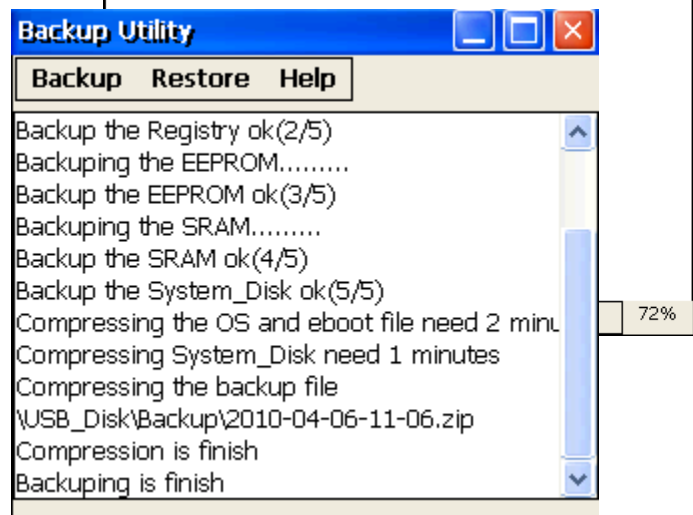 Backup Utility
Backup Restore Help
Backup the Registry ok(2/5)
Backuping the EEPROM.........
Backup the EEPROM ok(3/5)
Backuping the SRAM.........
Backup the SRAM ok(4/5)
Backup the System_Disk ok(5/5)
Compressing the OS and eboot file need 2 minu
72%
Compressing System_Disk need 1 minutes
Compressing the backup file
\USB_Disk\Backup\2010-04-06-11-06.zip
Compression is finish
Backuping is finish